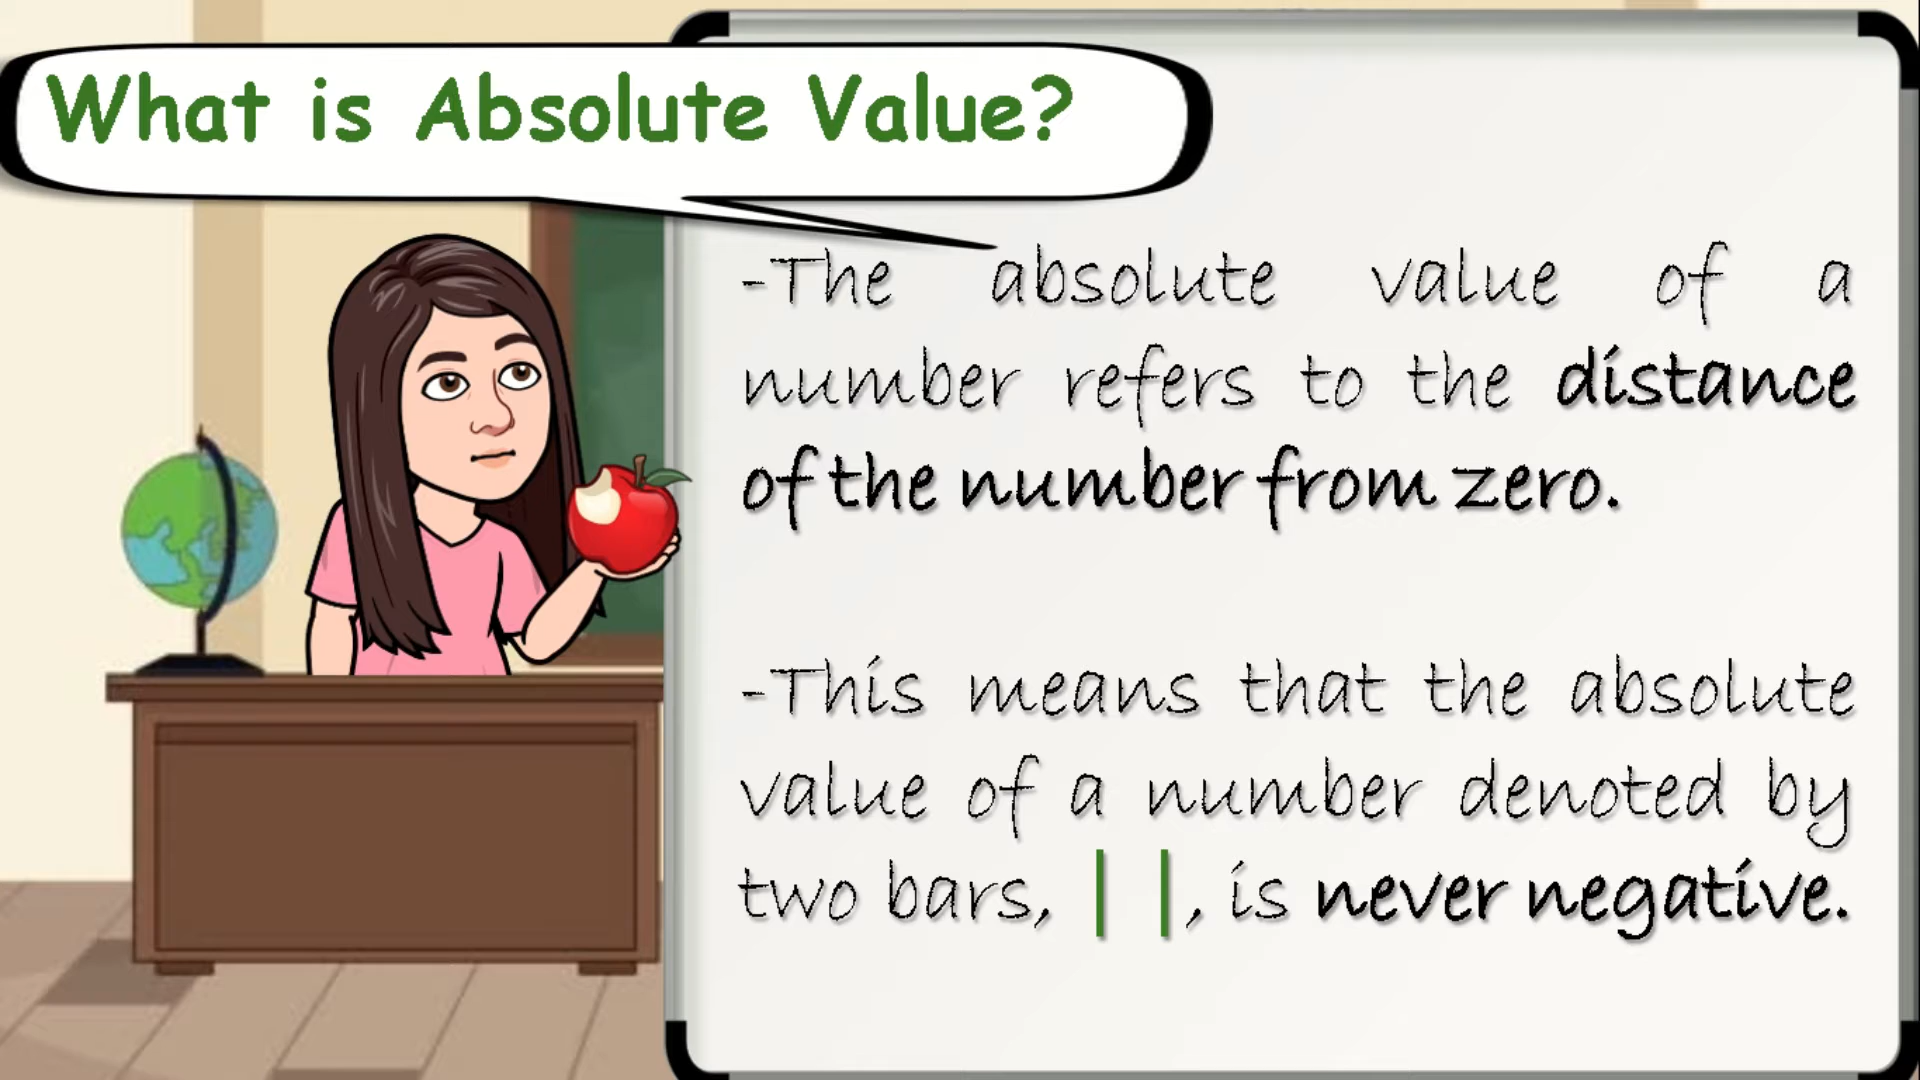 What is Absolute Value?
-The absolute value of a
number refers to the distance
of the number from zero.
-This means that the absolute
value of a number denoted by
two bars, | |, is never negative.